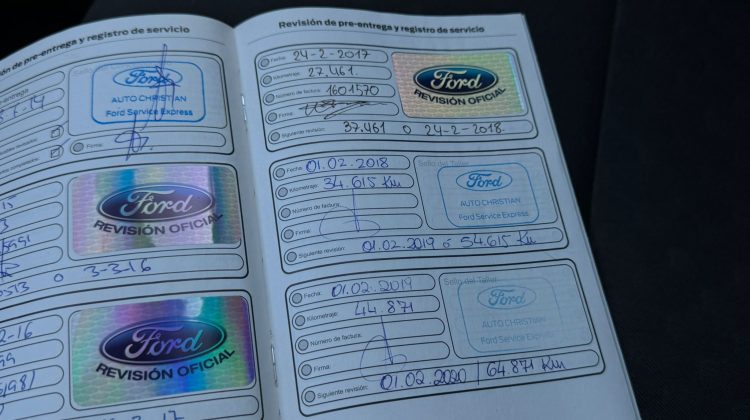 ón de pre-entrega y registro de servicio
Ford
AUTO CHRISTIAN
Ford Service Express
Firma:
Ford
REVISIÓN OFICIAL
o 3-3-16
Ford
REVISIÓN OFICIAL
Revisión de pre-entrega y registro de servicio
Fecha: 24-2-2017
Kilometraje: 27.461.
Número de factura: 1601570
Firma:
Siguiente revisión: 37.461 o 24-2-2018.
Ford
REVISIÓN OFICIAL
Fecha: 01.02.2018
Kilometraje: 34.615 Km
Número de factura:
Firma:
Siguiente revisión: 01.02.2019 ó 54.615 Km
Sello del Taller
Ford
AUTO CHRISTIAN
Ford Service Express
Fecha: 01.02.2019
Kilometraje: 44.871
Número de factura:
Firma:
Siguiente revisión: 01.02.2020 / 64.871 Km
Sello del Taller
Ford
AUTO CHRISTIAN
Ford Service Express